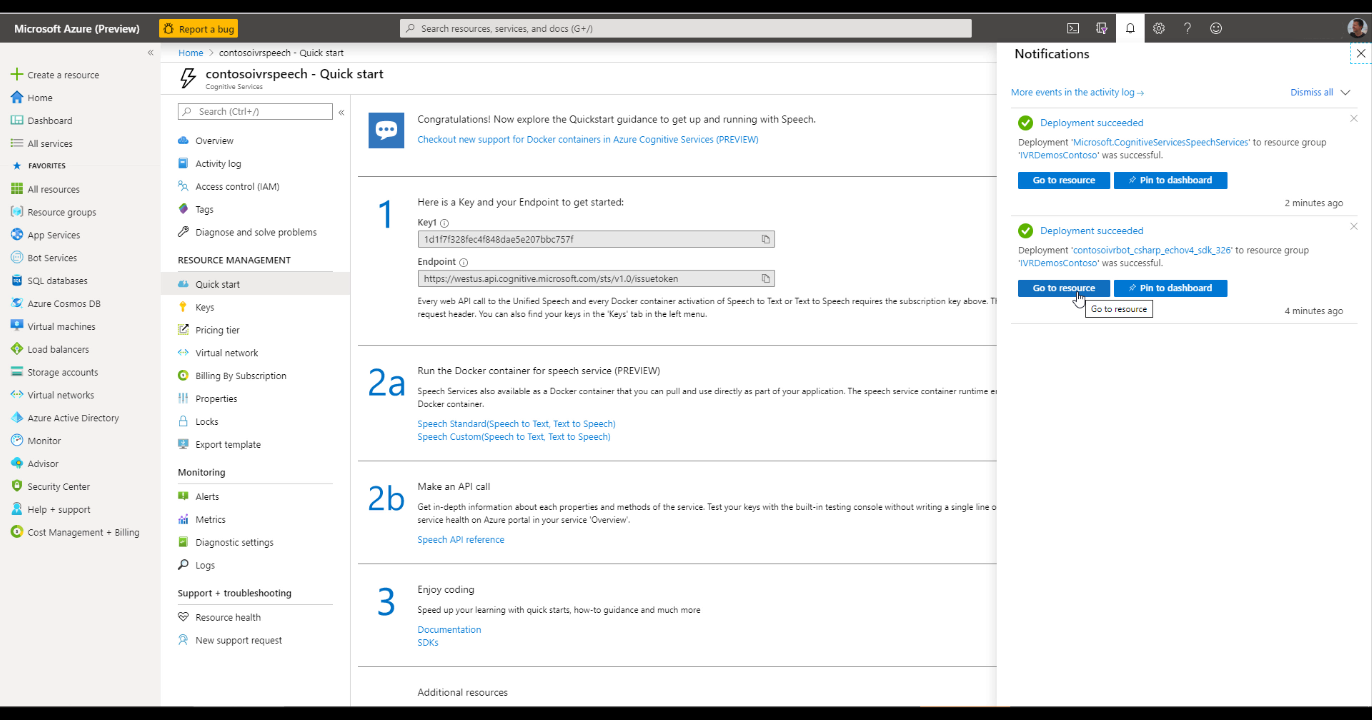 Microsoft Azure (Preview)
Report a bug
Search resources, services, and docs (G+/)
«
Create a resource
Home
Dashboard
All services
FAVORITES
All resources
Resource groups
App Services
Bot Services
SQL databases
Azure Cosmos DB
Virtual machines
Load balancers
Storage accounts
Virtual networks
Azure Active Directory
Monitor
Advisor
Security Center
Help + support
Cost Management + Billing
Home > contosoivrspeech - Quick start
contosoivrspeech - Quick start
Cognitive Services
Search (Ctrl+/)
«
Overview
Activity log
Access control (IAM)
Tags
Diagnose and solve problems
RESOURCE MANAGEMENT
Quick start
Keys
Pricing tier
Virtual network
Billing By Subscription
Properties
Locks
Export template
Monitoring
Alerts
Metrics
Diagnostic settings
Logs
Support + troubleshooting
Resource health
New support request
Congratulations! Now explore the Quickstart guidance to get up and running with Speech.
Checkout new support for Docker containers in Azure Cognitive Services (PREVIEW)
1
Here is a Key and your Endpoint to get started:
Key1
1d1f7f328fec4f848dae5e207bbc757f
Endpoint
https://westus.api.cognitive.microsoft.com/sts/v1.0/issuetoken
Every web API call to the Unified Speech and every Docker container activation of Speech to Text or Text to Speech requires the subscription key above.
request header. You can also find your keys in the 'Keys' tab in the left menu.
2a
Run the Docker container for speech service (PREVIEW)
Speech Services also available as a Docker container that you can pull and use directly as part of your application. The speech service container runtime
Docker container.
Speech Standard(Speech to Text, Text to Speech)
Speech Custom(Speech to Text, Text to Speech)
2b
Make an API call
Get in-depth information about each properties and methods of the service. Test your keys with the built-in testing console without writing a single line
service health on Azure portal in your service 'Overview'.
Speech API reference
3
Enjoy coding
Speed up your learning with quick starts, how-to guidance and much more
Documentation
SDKs
Additional resources
Notifications
More events in the activity log →
Dismiss all
Deployment succeeded
Deployment 'Microsoft.CognitiveServicesSpeechServices' to resource group
'IVRDemosContoso' was successful.
Go to resource
Pin to dashboard
2 minutes ago
Deployment succeeded
Deployment 'contosoivrbot_csharp_echov4_sdk_326' to resource group
'IVRDemosContoso' was successful.
Go to resource
Pin to dashboard
Go to resource
4 minutes ago